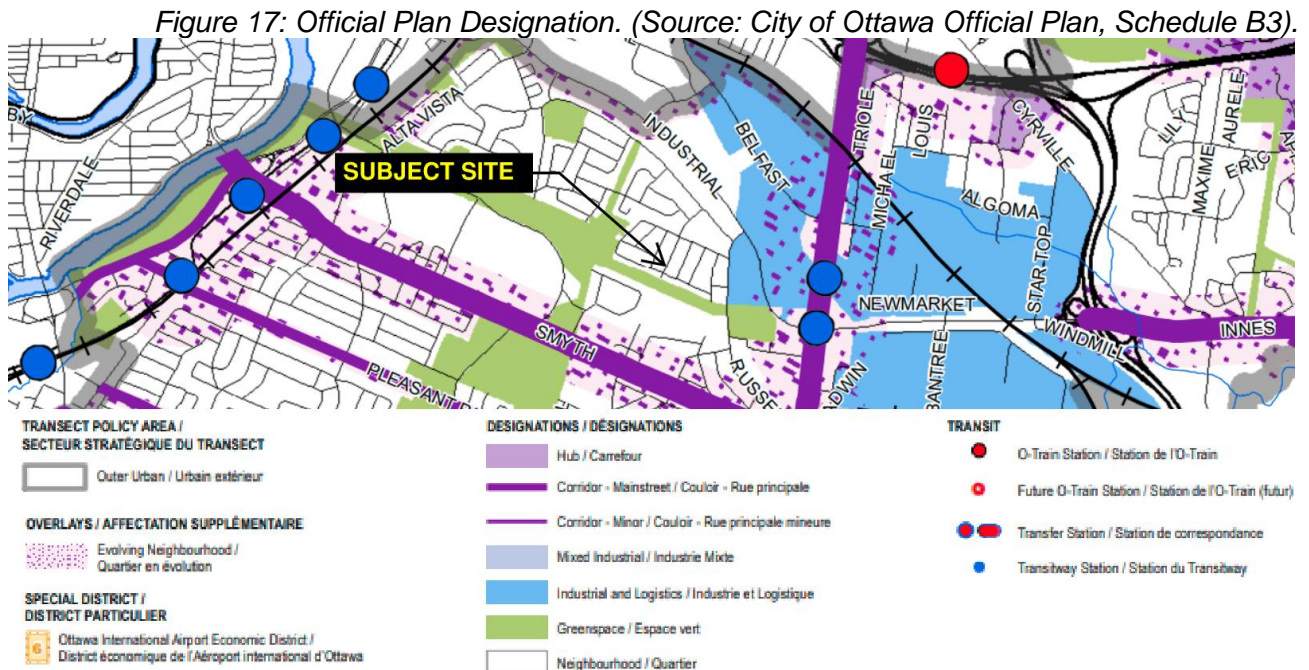 Figure 17: Official Plan Designation. (Source: City of Ottawa Official Plan, Schedule B3).
BY
RIVERDALE
ALTA VISTA
SUBJECT SITE
INDUSTRIAL
BELFAST
TRIOLE
MICHAEL
LOUIS
CYRVILLE
LILY
MAXIME
AURELE
ERIC
ALGOMA
STAR-TOP
NEWMARKET
WINDMILL
INNES
SMYTH
PLEASANT P
RUSSE
ADWIN
BANTREE
TRANSECT POLICY AREA /
SECTEUR STRATÉGIQUE DU TRANSECT
Outer Urban / Urbain extérieur
OVERLAYS / AFFECTATION SUPPLÉMENTAIRE
Evolving Neighbourhood /
Quartier en évolution
SPECIAL DISTRICT /
DISTRICT PARTICULIER
6
Ottawa International Airport Economic District /
District économique de l'Aéroport international d'Ottawa
DESIGNATIONS / DÉSIGNATIONS
Hub / Carrefour
Corridor - Mainstreet / Couloir - Rue principale
Corridor - Minor / Couloir - Rue principale mineure
Mixed Industrial / Industrie Mixte
Industrial and Logistics / Industrie et Logistique
Greenspace / Espace vert
Neighbourhood / Quartier
TRANSIT
O-Train Station / Station de l'O-Train
Future O-Train Station / Station de l'O-Train (futur)
Transfer Station / Station de correspondance
Transitway Station / Station du Transitway